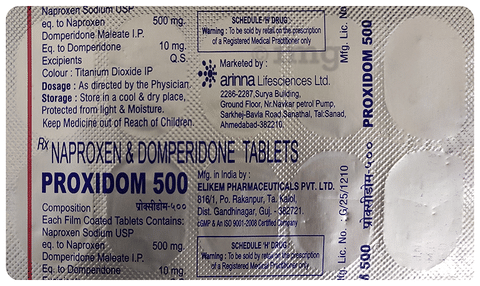 Naproxen Sodium USP
eq. to Naproxen 500 mg.
Domperidone Maleate I.P.
Eq. to Domperidone 10 mg.
Excipients Q.S.
Colour : Titanium Dioxide IP
Dosage : As directed by the Physician
Storage : Store in a cool & dry place,
Protected from light & Moisture.
Keep Medicine out of Reach of Children.
SCHEDULE 'H' DRUG
Warning : To be sold by retail on the prescription
of a Registered Medical Practitioner only
Marketed by :
arinna Lifesciences Ltd.
2286-2287, Surya Building,
Ground Floor, Nr. Navkar petrol Pump,
Sarkhej-Bavla Road, Sanathal, Tal: Sanad,
Ahmedabad-382210.
Mfg. Lic. No
PROXIDOM 500
Rx NAPROXEN & DOMPERIDONE TABLETS
PROXIDOM 500
प्रोक्सीडोम-५००
Composition :
Each Film Coated Tablets Contains:
Naproxen Sodium USP
eq. to Naproxen 500 mg.
Domperidone Maleate I.P.
Eq. to Domperidone 10 mg.
Mfg. in India by :
ELIKEM PHARMACEUTICALS PVT. LTD.
816/1, Po. Rakanpur, Ta. Kalol,
Dist. Gandhinagar, Guj. - 382721.
cGMP & An ISO 9001-2008 Certified Company
SCHEDULE 'H' DRUG
Warning : To be sold by retail on the prescription
of a Registered Medical Practitioner only
Mfg. Lic. No. : G/25/1210
प्रोक्सीडोम-५००
M 500